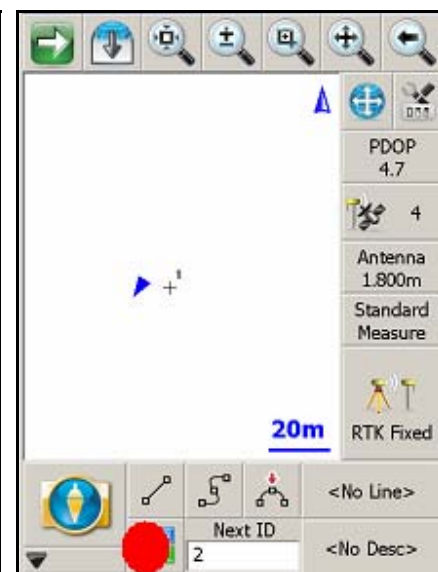 PDOP
4.7
4
Antenna
1.800m
Standard
Measure
1
20m
RTK Fixed
<No Line>
Next ID
2
<No Desc>